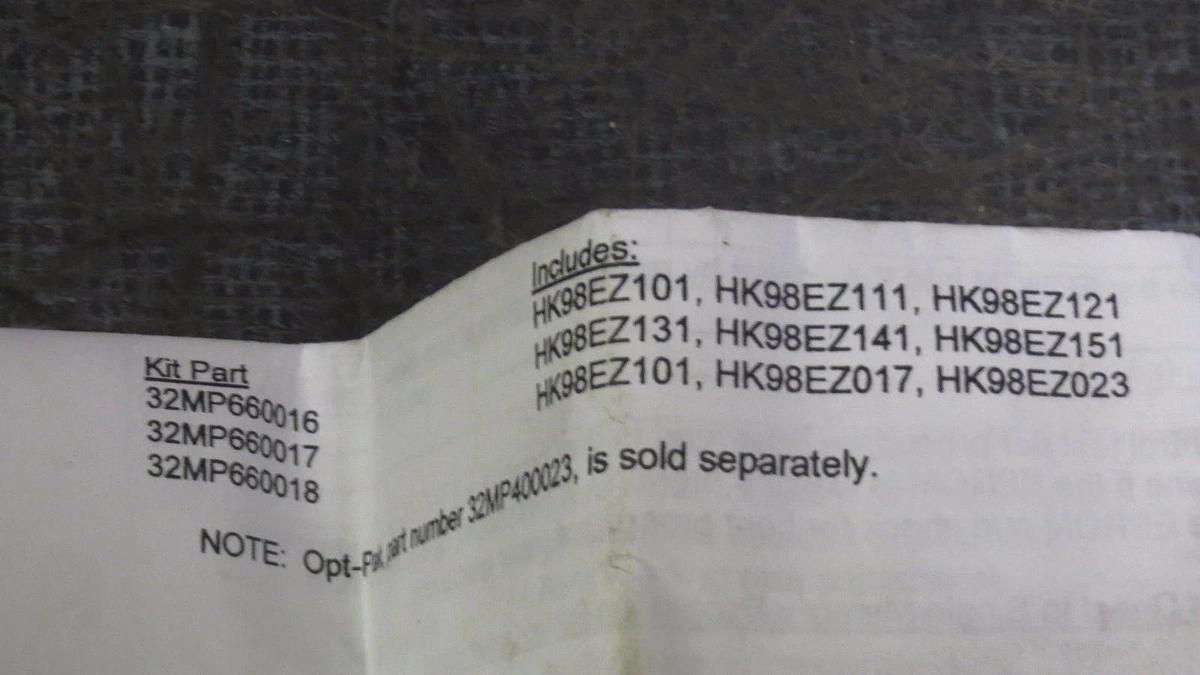 Kit Part Includes:
32MP660016 HK98EZ101, HK98EZ111, HK98EZ121
32MP660017 HK98EZ131, HK98EZ141, HK98EZ151
32MP660018 HK98EZ101, HK98EZ017, HK98EZ023
NOTE: Opt-Pak, part number 32MP400023, is sold separately.